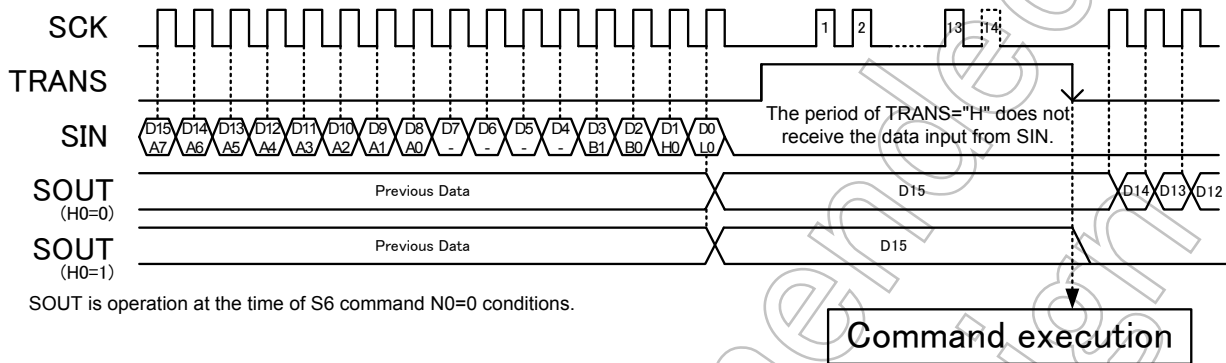 SCK 1 2 13 14
TRANS
The period of TRANS="H" does not
receive the data input from SIN.
SIN D15 D14 D13 D12 D11 D10 D9 D8 D7 D6 D5 D4 D3 D2 D1 D0
A7 A6 A5 A4 A3 A2 A1 A0 - - - - B1 B0 H0 L0
SOUT Previous Data D15 D14 D13 D12
(H0=0)
SOUT Previous Data D15
(H0=1)
SOUT is operation at the time of S6 command N0=0 conditions.
Command execution